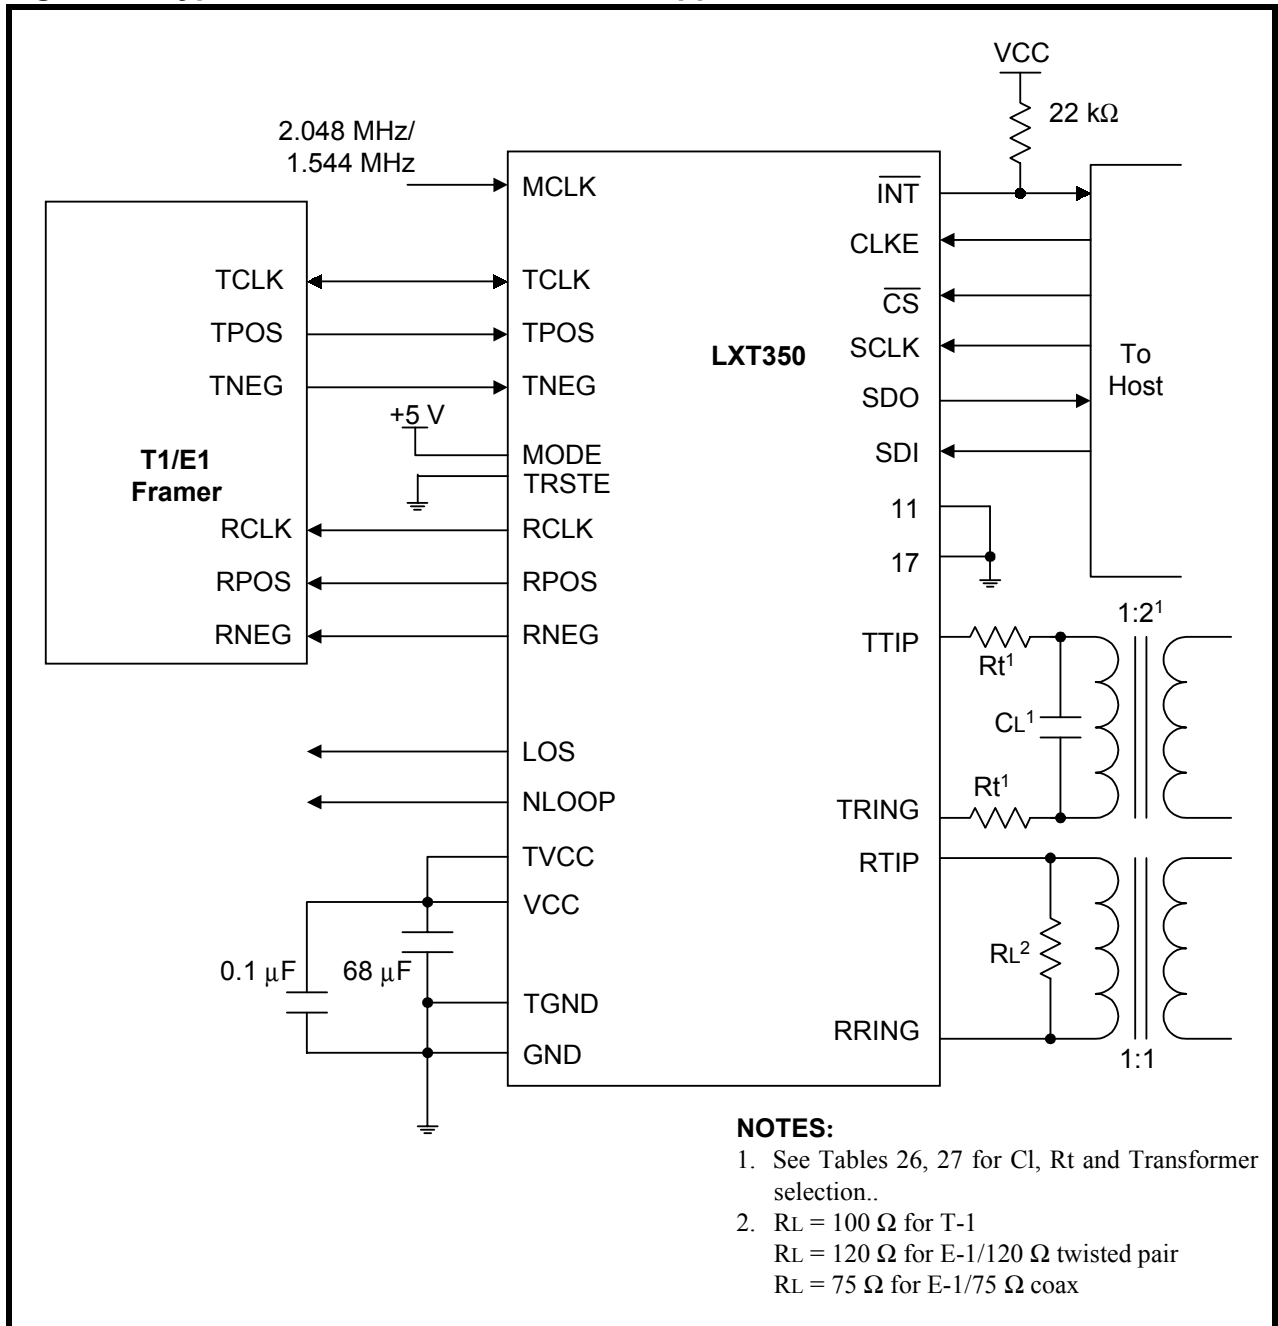 VCC
22 kΩ
2.048 MHz/
1.544 MHz
MCLK
INT
CLKE
TCLK
TCLK
CS
TPOS
TPOS
LXT350
SCLK
To
Host
TNEG
TNEG
SDO
+5 V
T1/E1
Framer
MODE
SDI
TRSTE
11
RCLK
RCLK
17
RPOS
RPOS
1:2¹
RNEG
RNEG
TTIP
Rt¹
CL¹
LOS
Rt¹
NLOOP
TRING
TVCC
RTIP
VCC
0.1 µF
68 µF
RL²
TGND
RRING
GND
1:1
NOTES:
1. See Tables 26, 27 for Cl, Rt and Transformer
selection..
2. RL = 100 Ω for T-1
RL = 120 Ω for E-1/120 Ω twisted pair
RL = 75 Ω for E-1/75 Ω coax